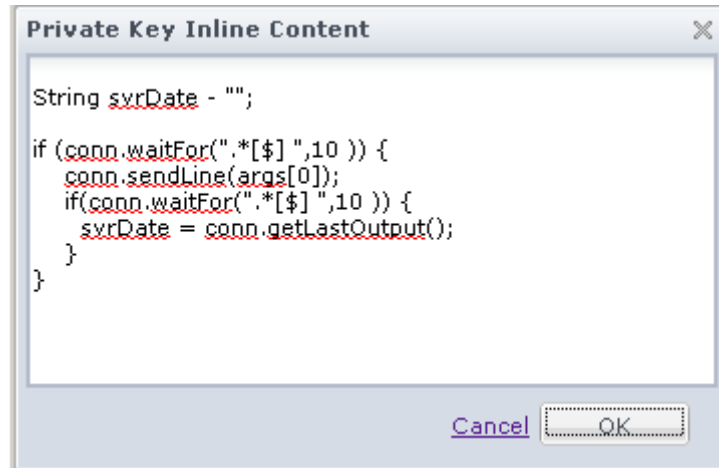 Private Key Inline Content
String svrDate - "";
if (conn.waitFor(".*[$] ",10 )) {
conn.sendLine(args[0]);
if(conn.waitFor(".*[$] ",10 )) {
svrDate = conn.getLastOutput();
}
}
Cancel OK